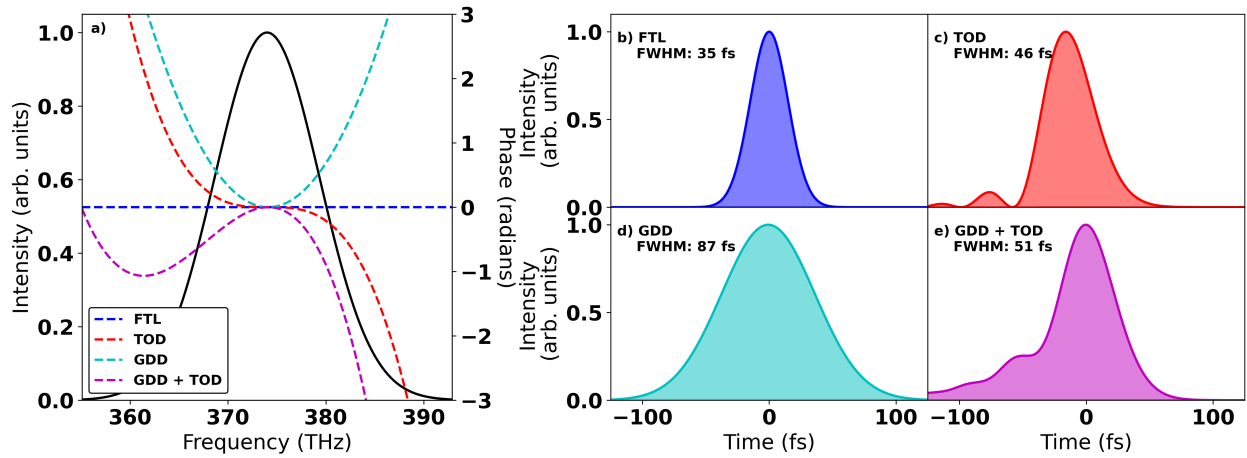 a)
1.0
0.8
0.6
0.4
0.2
0.0
Intensity (arb. units)
3
2
1
0
−1
−2
−3
Phase (radians)
FTL
TOD
GDD
GDD + TOD
360
370
380
390
Frequency (THz)
b) FTL
FWHM: 35 fs
1.0
0.5
0.0
Intensity
(arb. units)
c) TOD
FWHM: 46 fs
d) GDD
FWHM: 87 fs
1.0
0.5
0.0
Intensity
(arb. units)
−100
0
100
Time (fs)
e) GDD + TOD
FWHM: 51 fs
−100
0
100
Time (fs)